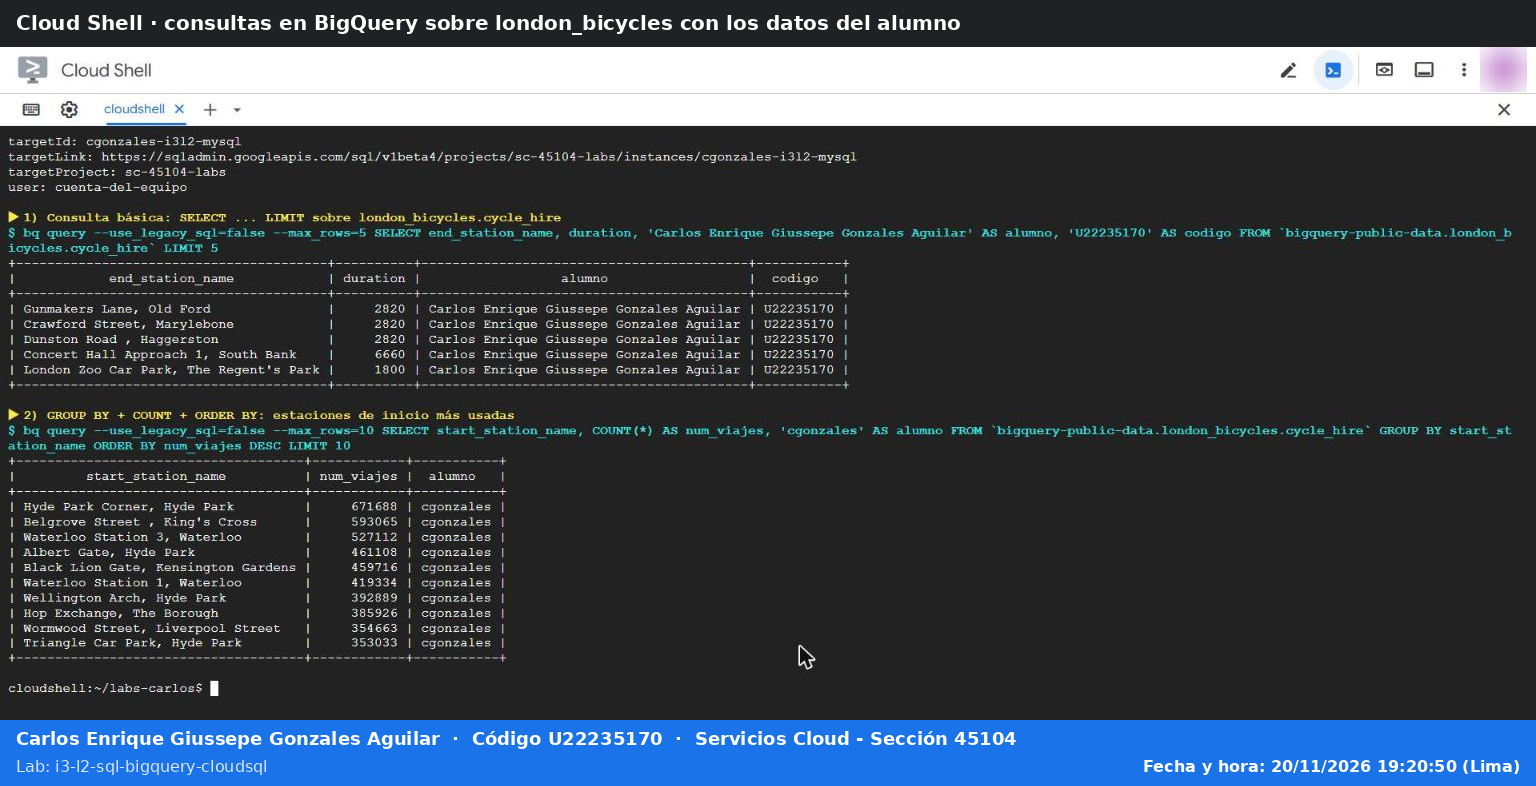 Cloud Shell · consultas en BigQuery sobre london_bicycles con los datos del alumno
Cloud Shell
cloudshell
targetId: cgonzales-i3l2-mysql
targetLink: https://sqladmin.googleapis.com/sql/v1beta4/projects/sc-45104-labs/instances/cgonzales-i3l2-mysql
targetProject: sc-45104-labs
user: cuenta-del-equipo
▶ 1) Consulta básica: SELECT ... LIMIT sobre london_bicycles.cycle_hire
$ bq query --use_legacy_sql=false --max_rows=5 SELECT end_station_name, duration, 'Carlos Enrique Giussepe Gonzales Aguilar' AS alumno, 'U22235170' AS codigo FROM `bigquery-public-data.london_b
icycles.cycle_hire` LIMIT 5
+----------------------------------------+----------+------------------------------------------+-----------+
|            end_station_name            | duration |                  alumno                  |  codigo   |
+----------------------------------------+----------+------------------------------------------+-----------+
| Gunmakers Lane, Old Ford               |     2820 | Carlos Enrique Giussepe Gonzales Aguilar | U22235170 |
| Crawford Street, Marylebone            |     2820 | Carlos Enrique Giussepe Gonzales Aguilar | U22235170 |
| Dunston Road , Haggerston              |     2820 | Carlos Enrique Giussepe Gonzales Aguilar | U22235170 |
| Concert Hall Approach 1, South Bank    |     6660 | Carlos Enrique Giussepe Gonzales Aguilar | U22235170 |
| London Zoo Car Park, The Regent's Park |     1800 | Carlos Enrique Giussepe Gonzales Aguilar | U22235170 |
+----------------------------------------+----------+------------------------------------------+-----------+
▶ 2) GROUP BY + COUNT + ORDER BY: estaciones de inicio más usadas
$ bq query --use_legacy_sql=false --max_rows=10 SELECT start_station_name, COUNT(*) AS num_viajes, 'cgonzales' AS alumno FROM `bigquery-public-data.london_bicycles.cycle_hire` GROUP BY start_st
ation_name ORDER BY num_viajes DESC LIMIT 10
+-------------------------------------+------------+-----------+
|         start_station_name          | num_viajes |  alumno   |
+-------------------------------------+------------+-----------+
| Hyde Park Corner, Hyde Park         |     671688 | cgonzales |
| Belgrove Street , King's Cross      |     593065 | cgonzales |
| Waterloo Station 3, Waterloo        |     527112 | cgonzales |
| Albert Gate, Hyde Park              |     461108 | cgonzales |
| Black Lion Gate, Kensington Gardens |     459716 | cgonzales |
| Waterloo Station 1, Waterloo        |     419334 | cgonzales |
| Wellington Arch, Hyde Park          |     392889 | cgonzales |
| Hop Exchange, The Borough           |     385926 | cgonzales |
| Wormwood Street, Liverpool Street   |     354663 | cgonzales |
| Triangle Car Park, Hyde Park        |     353033 | cgonzales |
+-------------------------------------+------------+-----------+
cloudshell:~/labs-carlos$
Carlos Enrique Giussepe Gonzales Aguilar · Código U22235170 · Servicios Cloud - Sección 45104
Lab: i3-l2-sql-bigquery-cloudsql
Fecha y hora: 20/11/2026 19:20:50 (Lima)